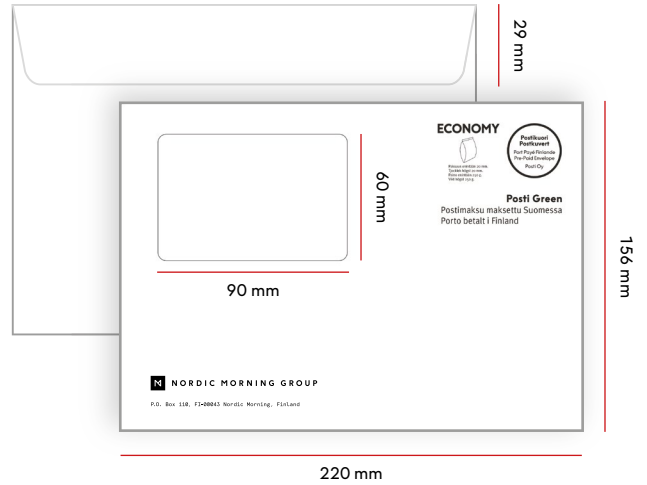 29 mm
ECONOMY
Postikuori
Postkuvert
Port Payé Finlande
Pre-Paid Envelope
Posti Oy
Posti Green
Postimaksu maksettu Suomessa
Porto betalt i Finland
60 mm
90 mm
156 mm
M NORDIC MORNING GROUP
P.O. Box 110, FI-00043 Nordic Morning, Finland
220 mm